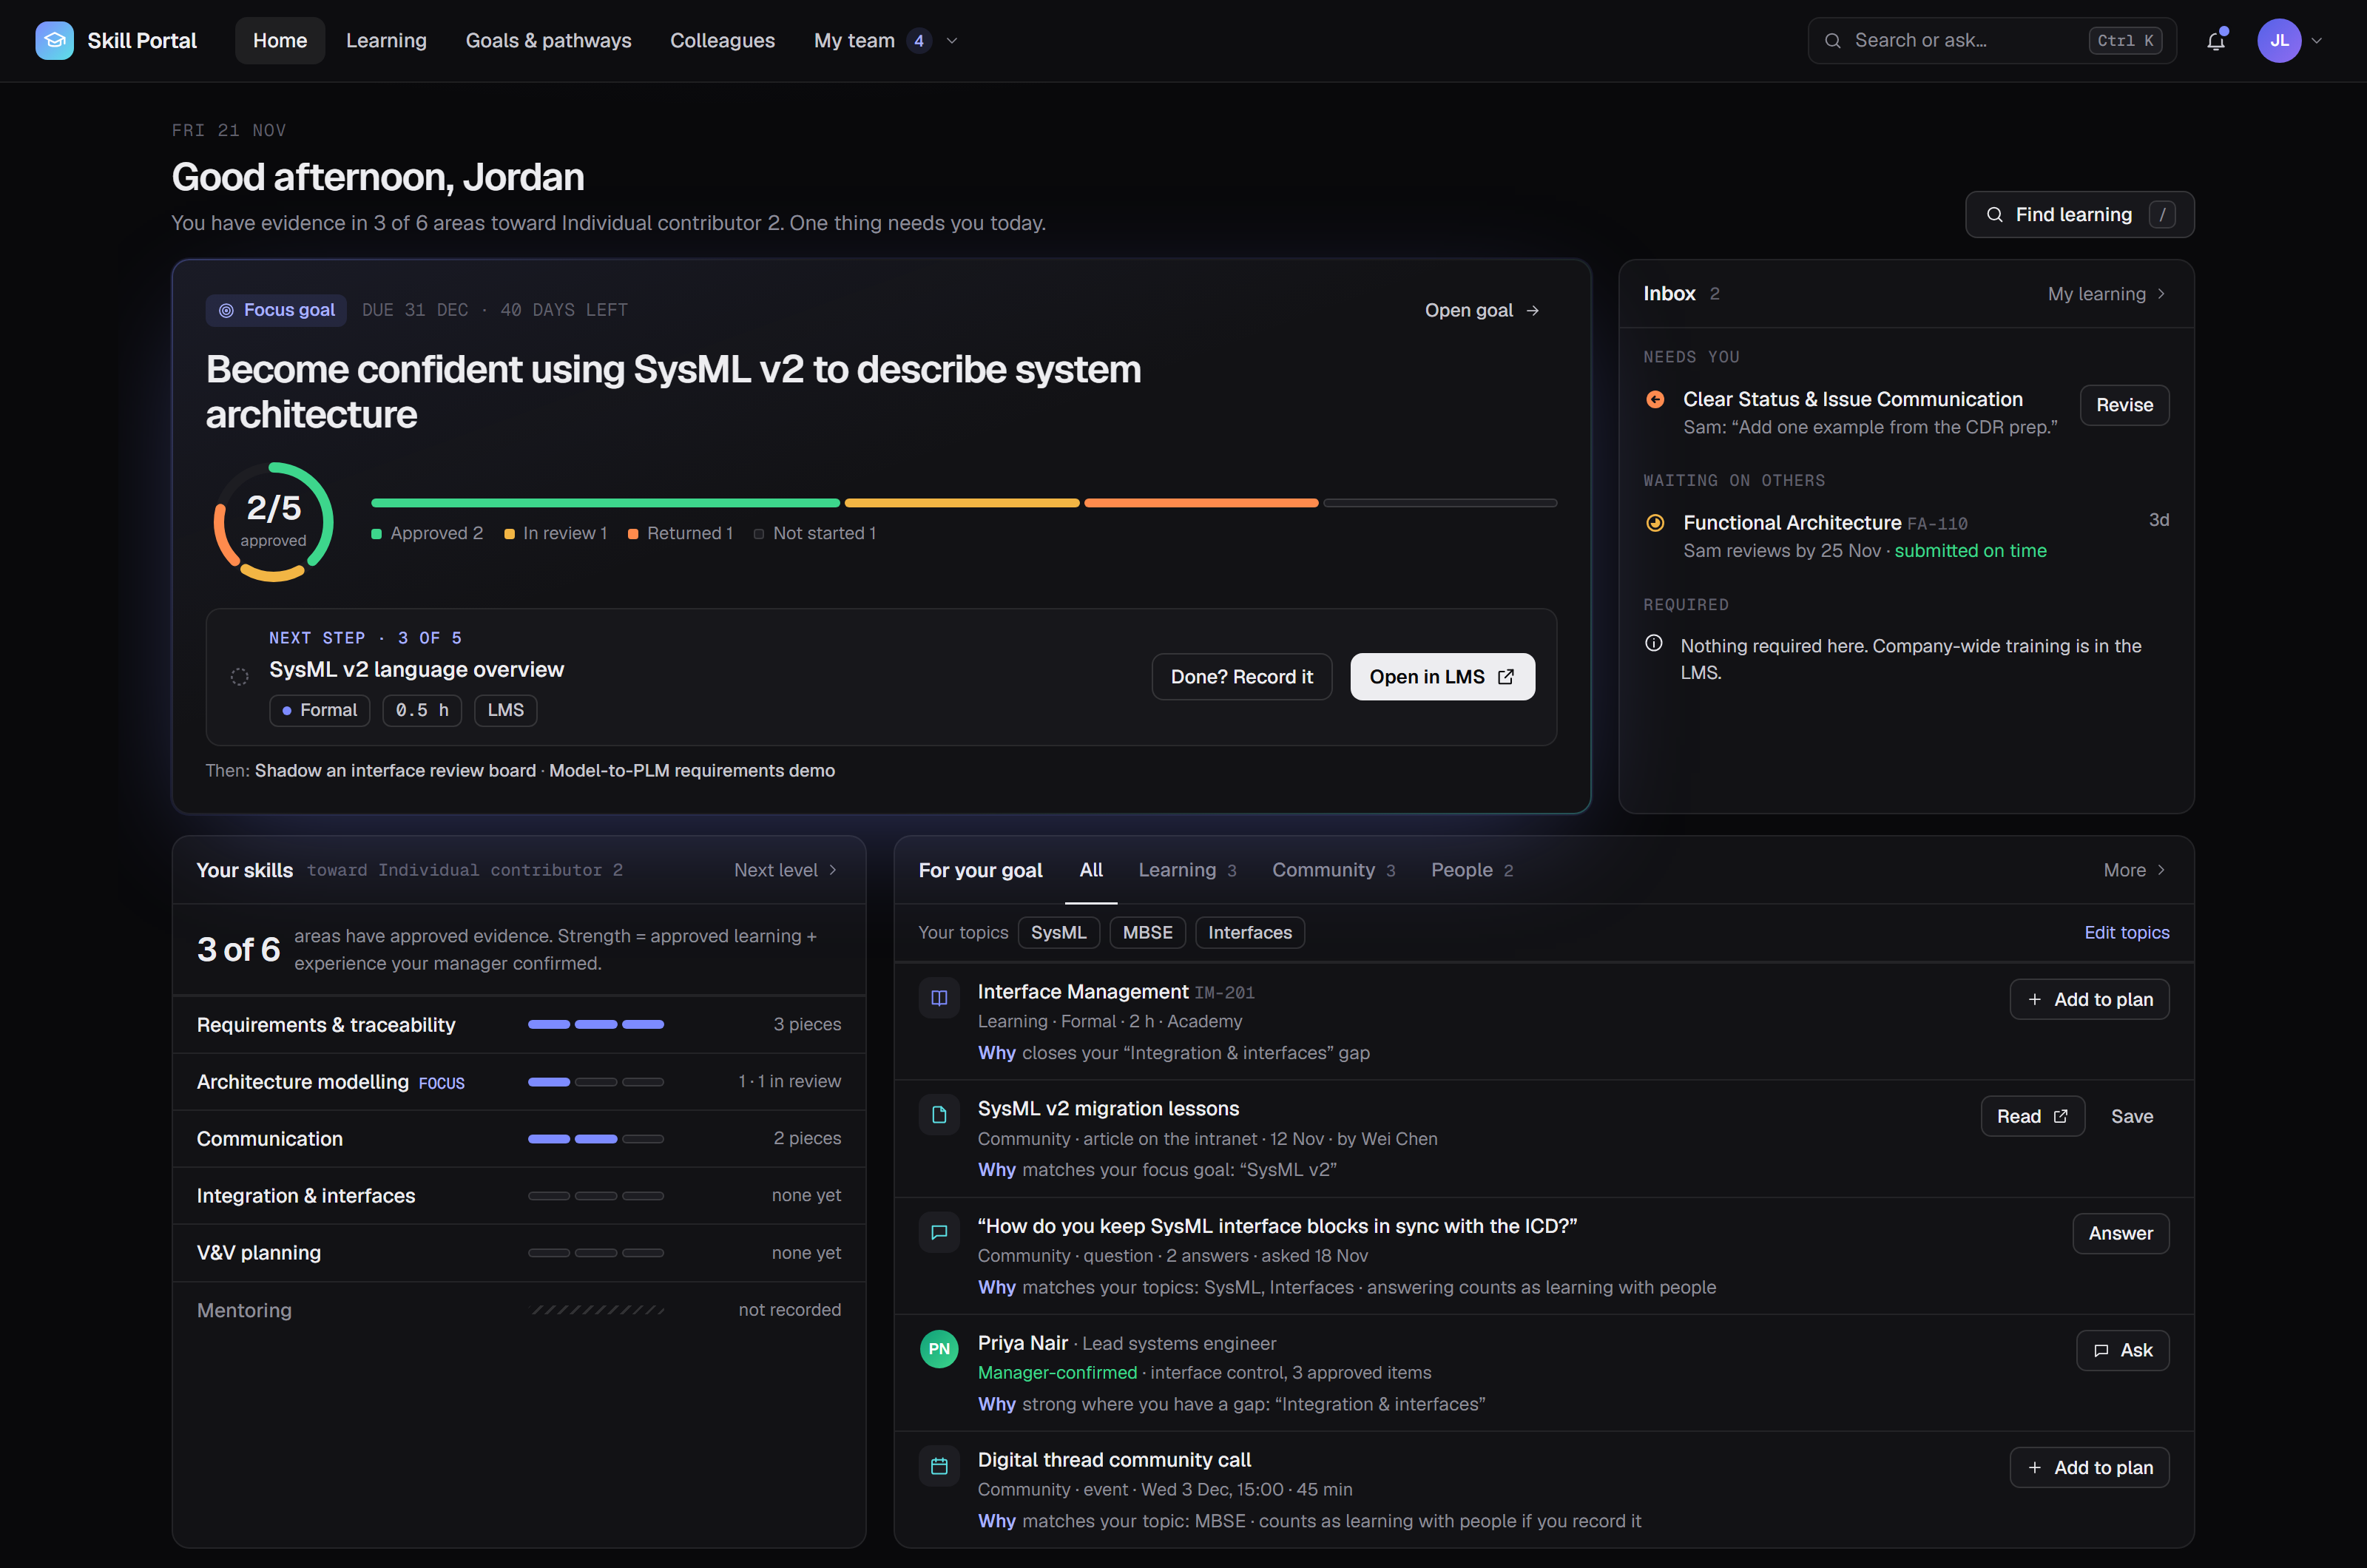 Skill Portal
Home
Learning
Goals & pathways
Colleagues
My team 4
Search or ask...
Ctrl K
JL
FRI 21 NOV
Good afternoon, Jordan
You have evidence in 3 of 6 areas toward Individual contributor 2. One thing needs you today.
Find learning /
Focus goal
DUE 31 DEC · 40 DAYS LEFT
Open goal
Become confident using SysML v2 to describe system
architecture
2/5
approved
Approved 2
In review 1
Returned 1
Not started 1
NEXT STEP · 3 OF 5
SysML v2 language overview
Formal
0.5 h
LMS
Done? Record it
Open in LMS
Then: Shadow an interface review board · Model-to-PLM requirements demo
Inbox 2
My learning
NEEDS YOU
Clear Status & Issue Communication
Sam: “Add one example from the CDR prep.”
Revise
WAITING ON OTHERS
Functional Architecture FA-110
3d
Sam reviews by 25 Nov · submitted on time
REQUIRED
Nothing required here. Company-wide training is in the
LMS.
Your skills toward Individual contributor 2
Next level
3 of 6
areas have approved evidence. Strength = approved learning +
experience your manager confirmed.
Requirements & traceability
3 pieces
Architecture modelling FOCUS
1 · 1 in review
Communication
2 pieces
Integration & interfaces
none yet
V&V planning
none yet
Mentoring
not recorded
For your goal
All
Learning 3
Community 3
People 2
More
Your topics
SysML
MBSE
Interfaces
Edit topics
Interface Management IM-201
Learning · Formal · 2 h · Academy
Why closes your “Integration & interfaces” gap
Add to plan
SysML v2 migration lessons
Community · article on the intranet · 12 Nov · by Wei Chen
Why matches your focus goal: “SysML v2”
Read
Save
“How do you keep SysML interface blocks in sync with the ICD?”
Community · question · 2 answers · asked 18 Nov
Why matches your topics: SysML, Interfaces · answering counts as learning with people
Answer
PN
Priya Nair · Lead systems engineer
Manager-confirmed · interface control, 3 approved items
Why strong where you have a gap: “Integration & interfaces”
Ask
Digital thread community call
Community · event · Wed 3 Dec, 15:00 · 45 min
Why matches your topic: MBSE · counts as learning with people if you record it
Add to plan